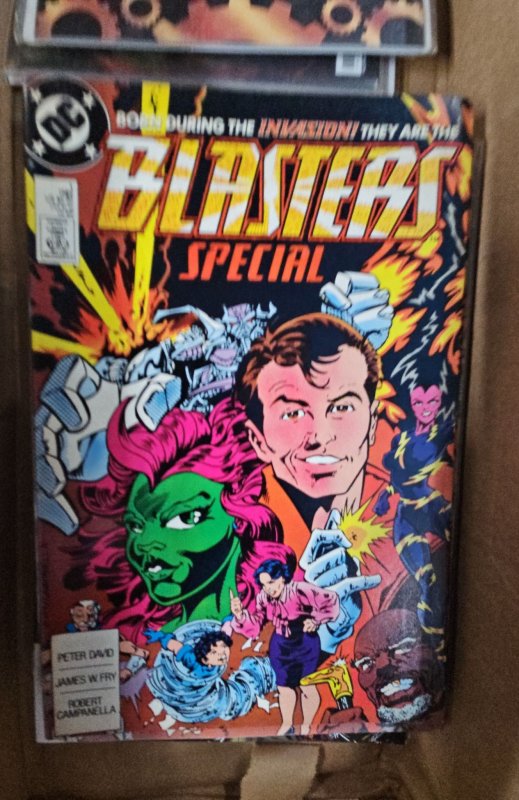 DC
BORN DURING THE INVASION! THEY ARE THE
BLASTERS
SPECIAL
PETER DAVID
JAMES W. FRY
ROBERT
CAMPANELLA